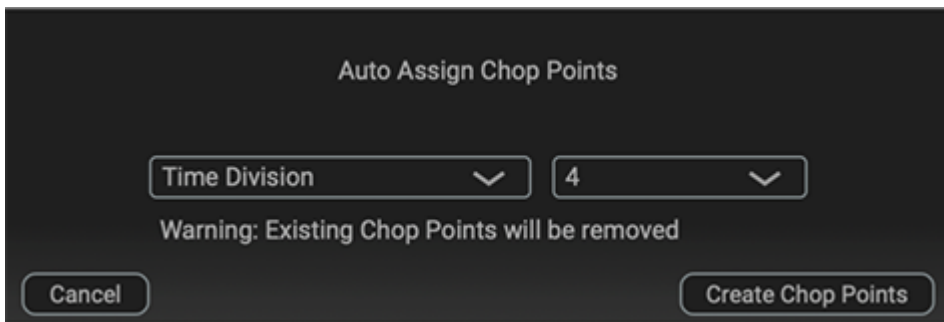 Auto Assign Chop Points
Time Division 4
Warning: Existing Chop Points will be removed
Cancel Create Chop Points